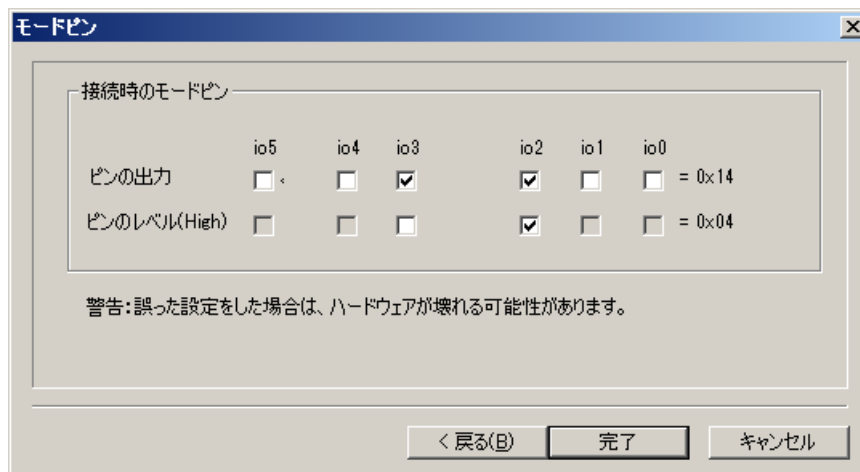 モードピン
接続時のモードピン
io5 io4 io3 io2 io1 io0
ピンの出力 = 0x14
ピンのレベル(High) = 0x04
警告:誤った設定をした場合は、ハードウェアが壊れる可能性があります。
< 戻る(B) 完了 キャンセル